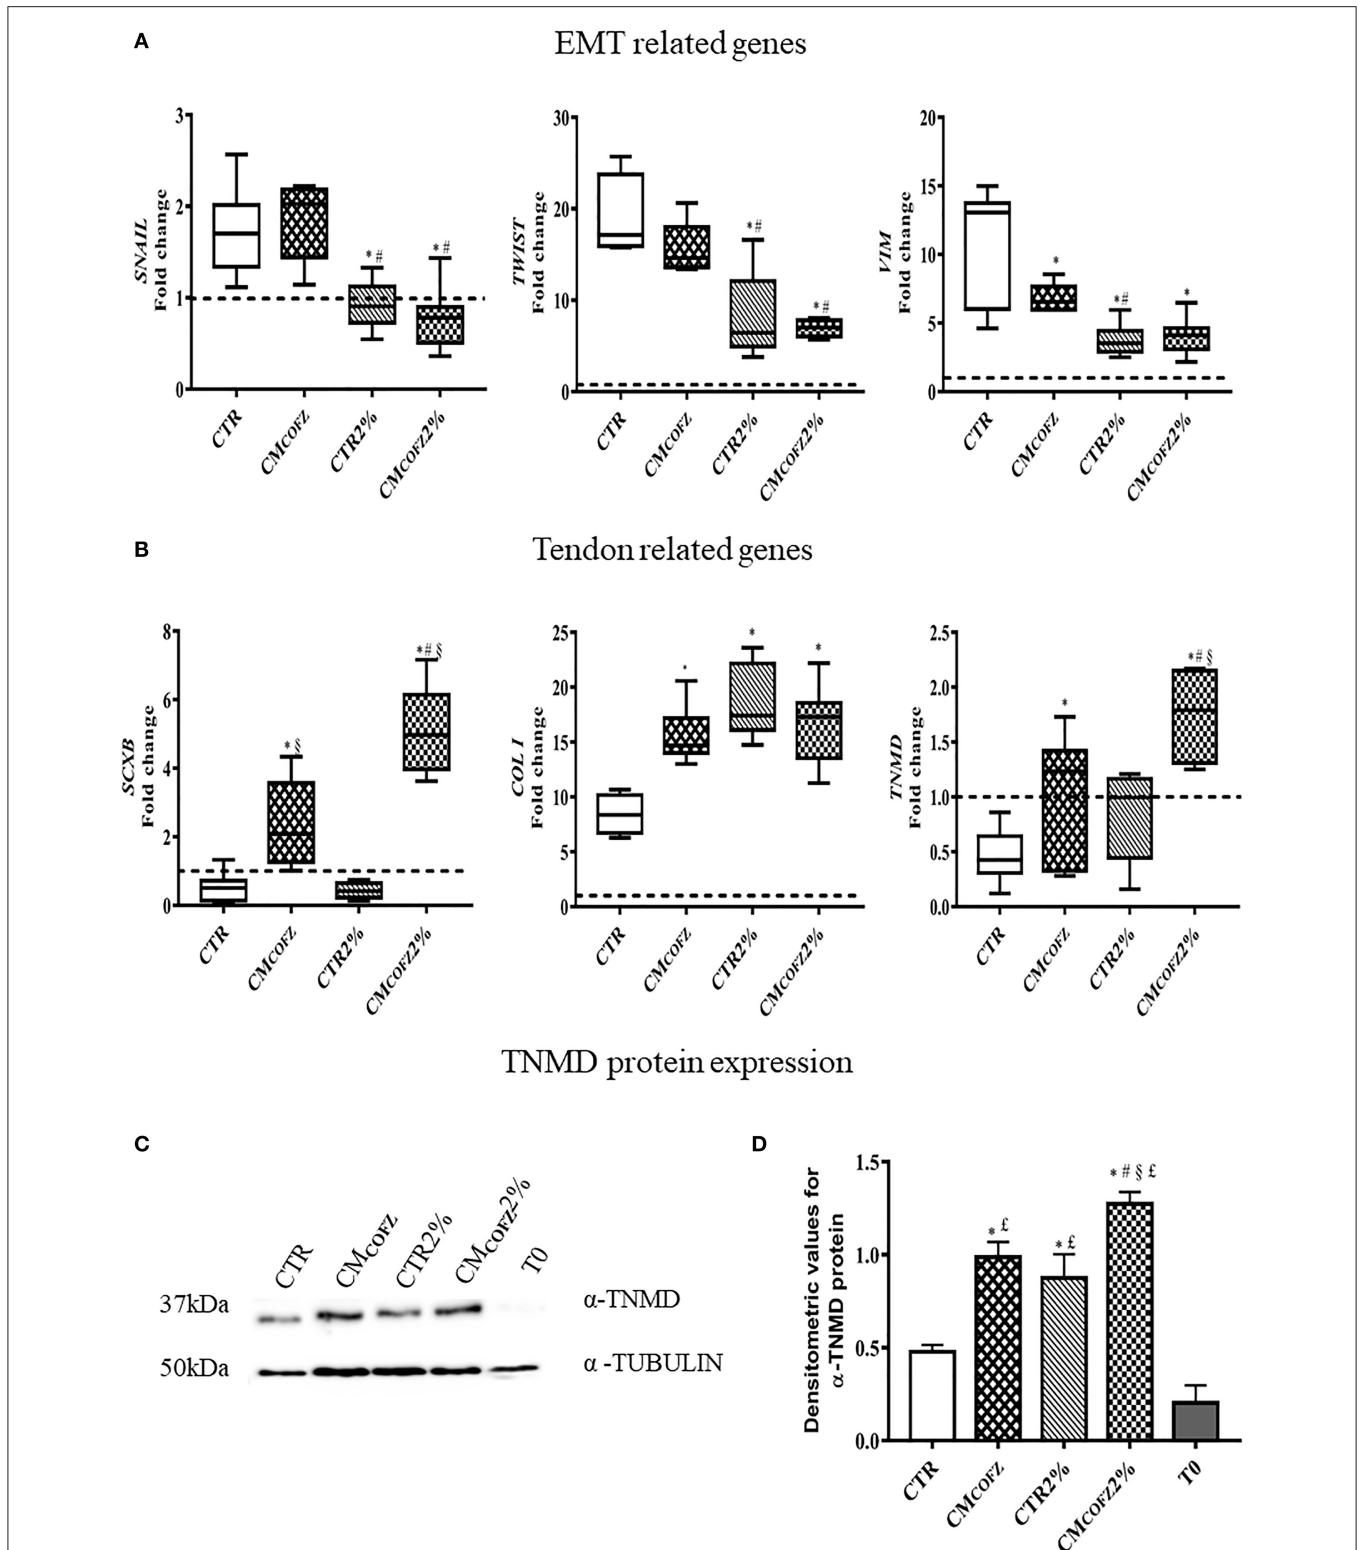 A
EMT related genes
3
2
1
0
SNAIL
Fold change
*#
*#
CTR
CMCOFZ
CTR2%
CMCOFZ2%
30
20
10
0
TWIST
Fold change
*#
*#
CTR
CMCOFZ
CTR2%
CMCOFZ2%
20
15
10
5
0
VIM
Fold change
*
*#
*
CTR
CMCOFZ
CTR2%
CMCOFZ2%
B
Tendon related genes
8
6
4
2
0
SCXB
Fold change
*§
*#§
CTR
CMCOFZ
CTR2%
CMCOFZ2%
25
20
15
10
5
0
COL I
Fold change
*
*
*
CTR
CMCOFZ
CTR2%
CMCOFZ2%
2.5
2.0
1.5
1.0
0.5
0.0
TNMD
Fold change
*
*#§
CTR
CMCOFZ
CTR2%
CMCOFZ2%
TNMD protein expression
C
CTR
CMCOFZ
CTR2%
CMCOFZ2%
T0
37kDa
α-TNMD
50kDa
α -TUBULIN
D
1.5
1.0
0.5
0.0
Densitometric values for
α-TNMD protein
* £
* £
* # § £
CTR
CMCOFZ
CTR2%
CMCOFZ2%
T0